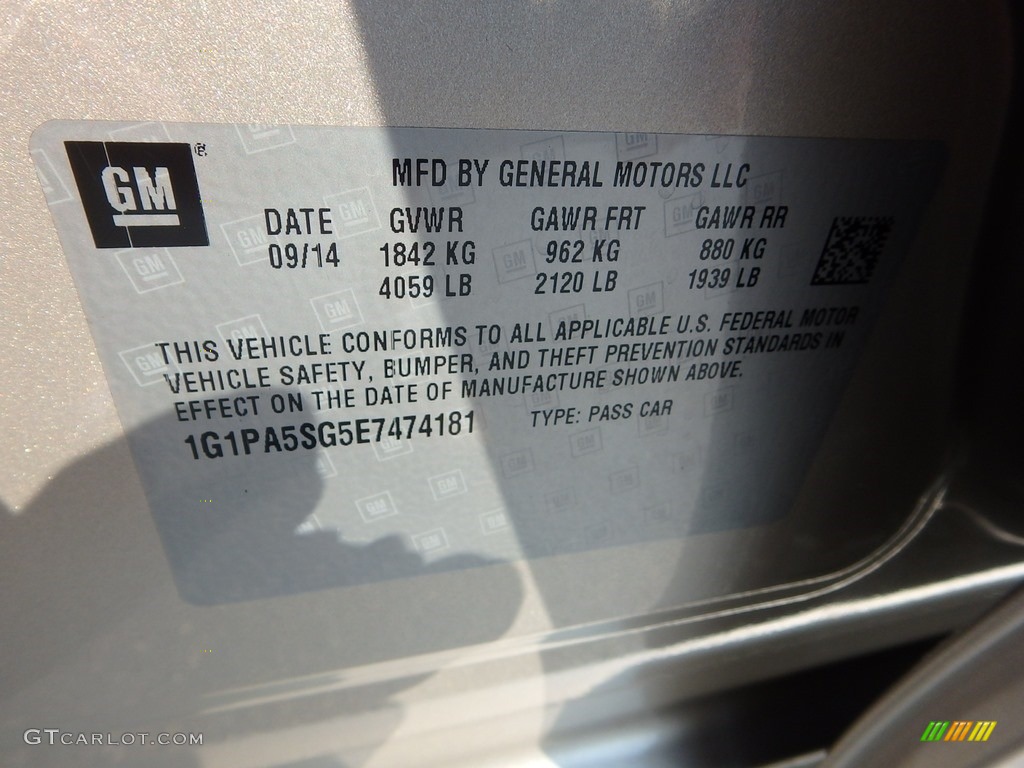 GM ®
MFD BY GENERAL MOTORS LLC
DATE GVWR GAWR FRT GAWR RR
09/14 1842 KG 962 KG 880 KG
4059 LB 2120 LB 1939 LB
THIS VEHICLE CONFORMS TO ALL APPLICABLE U.S. FEDERAL MOTOR
VEHICLE SAFETY, BUMPER, AND THEFT PREVENTION STANDARDS IN
EFFECT ON THE DATE OF MANUFACTURE SHOWN ABOVE.
1G1PA5SG5E7474181 TYPE: PASS CAR
GTCARLOT.COM